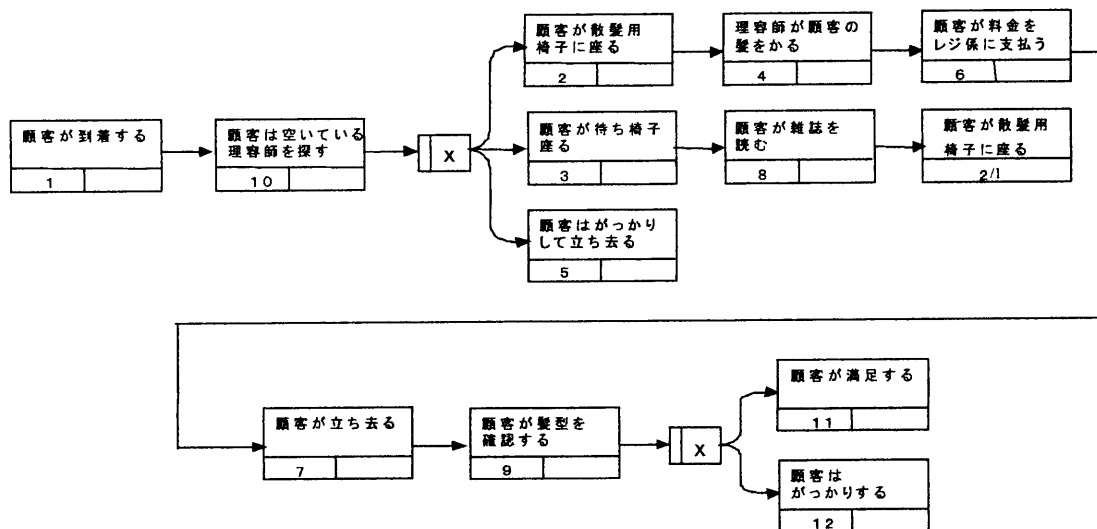 顧客が到着する
1
顧客は空いている
理容師を探す
10
X
顧客が散髪用
椅子に座る
2
理容師が顧客の
髪をかる
4
顧客が料金を
レジ係に支払う
6
顧客が待ち椅子
座る
3
顧客が雑誌を
読む
8
顧客が散髪用
椅子に座る
2/1
顧客はがっかり
して立ち去る
5
顧客が立ち去る
7
顧客が髪型を
確認する
9
X
顧客が満足する
11
顧客は
がっかりする
12